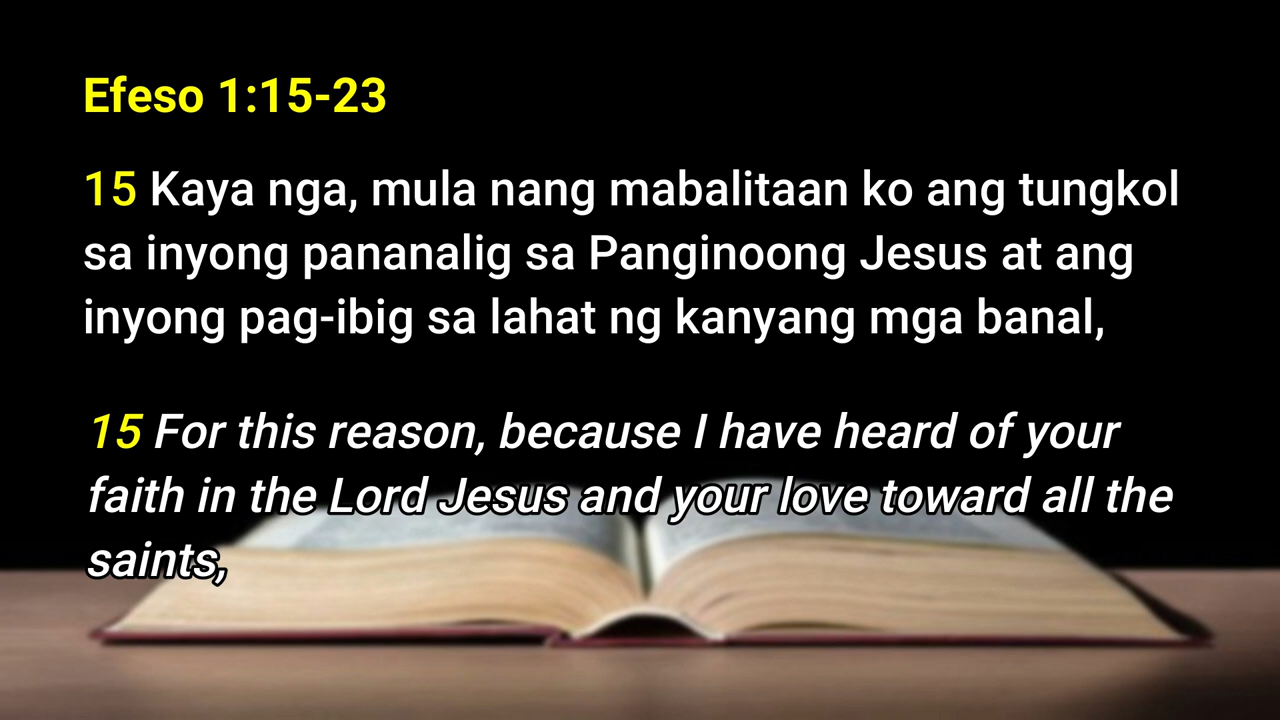 Efeso 1:15-23
15 Kaya nga, mula nang mabalitaan ko ang tungkol
sa inyong pananalig sa Panginoong Jesus at ang
inyong pag-ibig sa lahat ng kanyang mga banal,
15 For this reason, because I have heard of your
faith in the Lord Jesus and your love toward all the
saints,